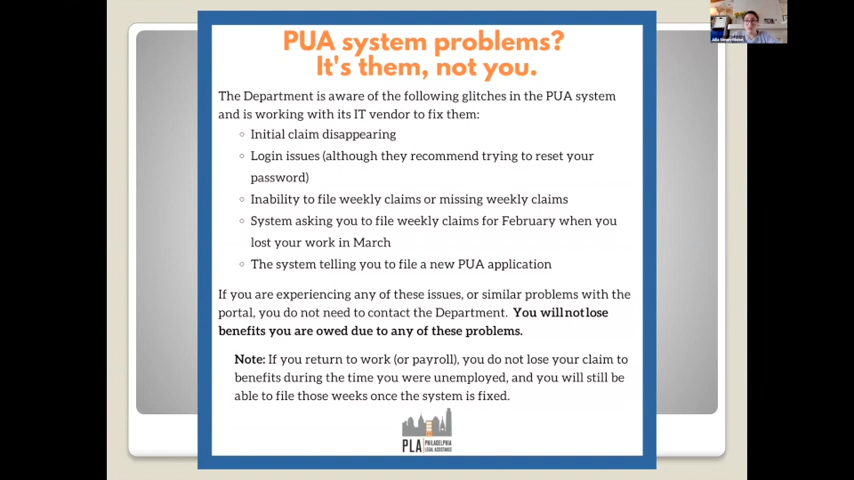 PUA system problems?
It's them, not you.
The Department is aware of the following glitches in the PUA system
and is working with its IT vendor to fix them:
Initial claim disappearing
Login issues (although they recommend trying to reset your
password)
Inability to file weekly claims or missing weekly claims
System asking you to file weekly claims for February when you
lost your work in March
The system telling you to file a new PUA application
If you are experiencing any of these issues, or similar problems with the
portal, you do not need to contact the Department. You will not lose
benefits you are owed due to any of these problems.
Note: If you return to work (or payroll), you do not lose your claim to
benefits during the time you were unemployed, and you will still be
able to file those weeks once the system is fixed.
PLA PHILADELPHIA
LEGAL ASSISTANCE